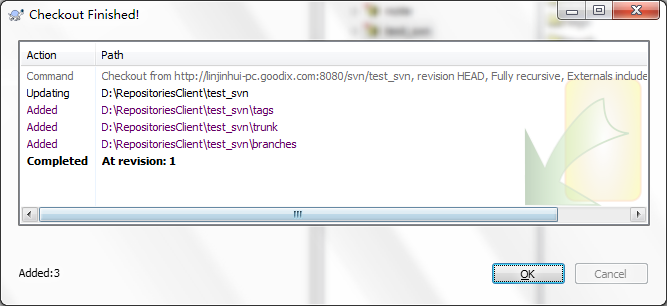 Checkout Finished!
Action Path
Command Checkout from http://linjinhui-pc.goodix.com:8080/svn/test_svn, revision HEAD, Fully recursive, Externals include
Updating D:\RepositoriesClient\test_svn
Added D:\RepositoriesClient\test_svn\tags
Added D:\RepositoriesClient\test_svn\trunk
Added D:\RepositoriesClient\test_svn\branches
Completed At revision: 1
Added:3 OK Cancel